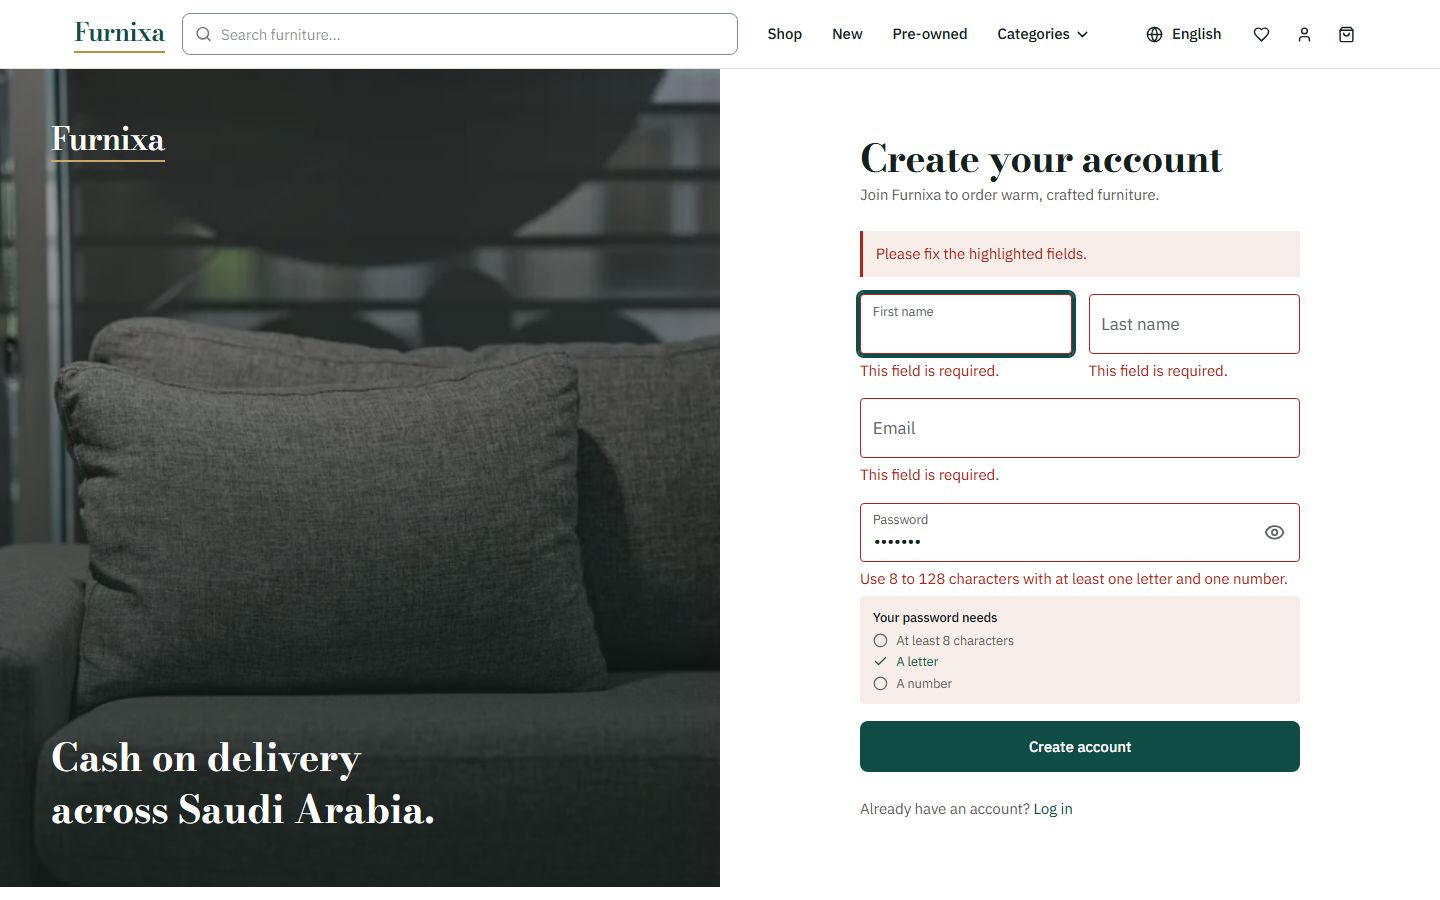 Furnixa
Search furniture...
Shop
New
Pre-owned
Categories
English
Furnixa
Cash on delivery
across Saudi Arabia.
Create your account
Join Furnixa to order warm, crafted furniture.
Please fix the highlighted fields.
First name
Last name
This field is required.
This field is required.
Email
This field is required.
Password
•••••••
Use 8 to 128 characters with at least one letter and one number.
Your password needs
At least 8 characters
A letter
A number
Create account
Already have an account? Log in